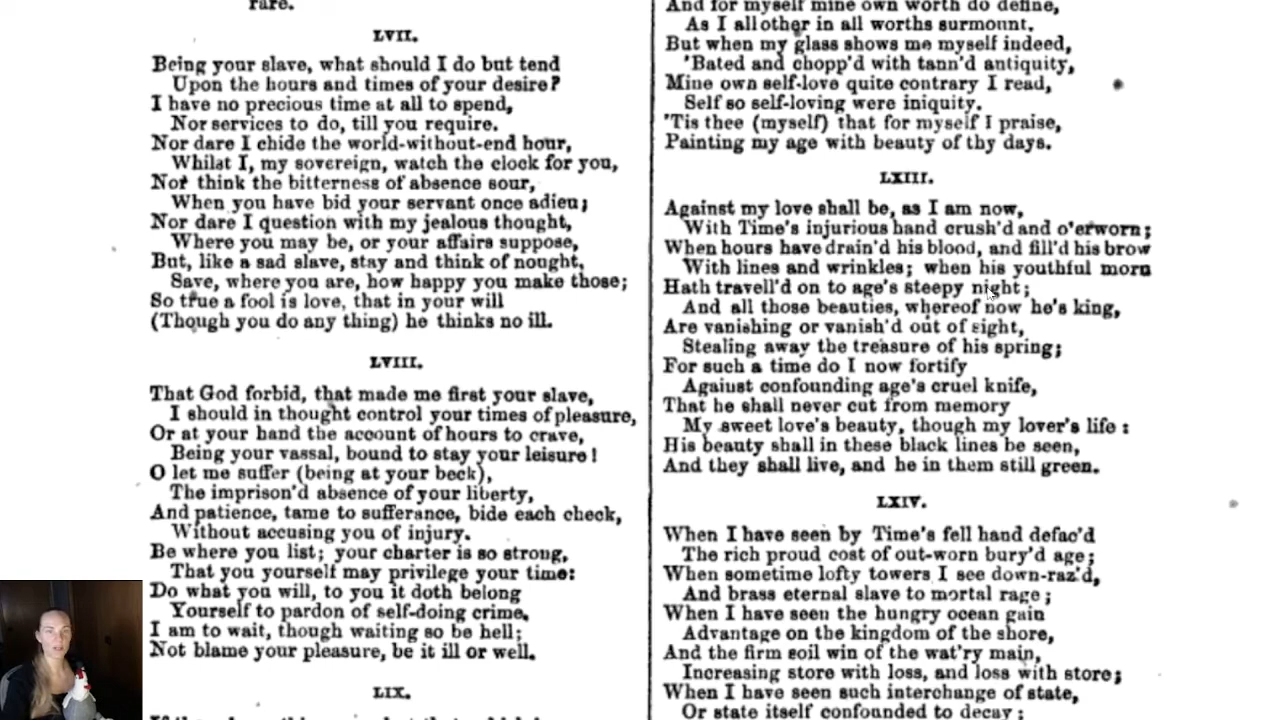 rare.
LVII.
Being your slave, what should I do but tend
Upon the hours and times of your desire?
I have no precious time at all to spend,
Nor services to do, till you require.
Nor dare I chide the world-without-end hour,
Whilst I, my sovereign, watch the clock for you,
Not think the bitterness of absence sour,
When you have bid your servant once adieu;
Nor dare I question with my jealous thought,
Where you may be, or your affairs suppose,
But, like a sad slave, stay and think of nought,
Save, where you are, how happy you make those;
So true a fool is love, that in your will
(Though you do any thing) he thinks no ill.
LVIII.
That God forbid, that made me first your slave,
I should in thought control your times of pleasure,
Or at your hand the account of hours to crave,
Being your vassal, bound to stay your leisure!
O let me suffer (being at your beck),
The imprison'd absence of your liberty,
And patience, tame to sufferance, bide each check,
Without accusing you of injury.
Be where you list; your charter is so strong,
That you yourself may privilege your time:
Do what you will, to you it doth belong
Yourself to pardon of self-doing crime.
I am to wait, though waiting so be hell;
Not blame your pleasure, be it ill or well.
LIX.
And for myself mine own worth do define,
As I all other in all worths surmount.
But when my glass shows me myself indeed,
'Bated and chopp'd with tann'd antiquity,
Mine own self-love quite contrary I read,
Self so self-loving were iniquity.
'Tis thee (myself) that for myself I praise,
Painting my age with beauty of thy days.
LXIII.
Against my love shall be, as I am now,
With Time's injurious hand crush'd and o'erworn;
When hours have drain'd his blood, and fill'd his brow
With lines and wrinkles; when his youthful morn
Hath travell'd on to age's steepy night;
And all those beauties, whereof now he's king,
Are vanishing or vanish'd out of sight,
Stealing away the treasure of his spring;
For such a time do I now fortify
Against confounding age's cruel knife,
That he shall never cut from memory
My sweet love's beauty, though my lover's life:
His beauty shall in these black lines be seen,
And they shall live, and he in them still green.
LXIV.
When I have seen by Time's fell hand defac'd
The rich proud cost of out-worn bury'd age;
When sometime lofty towers I see down-raz'd,
And brass eternal slave to mortal rage;
When I have seen the hungry ocean gain
Advantage on the kingdom of the shore,
And the firm soil win of the wat'ry main,
Increasing store with loss, and loss with store;
When I have seen such interchange of state,
Or state itself confounded to decay;